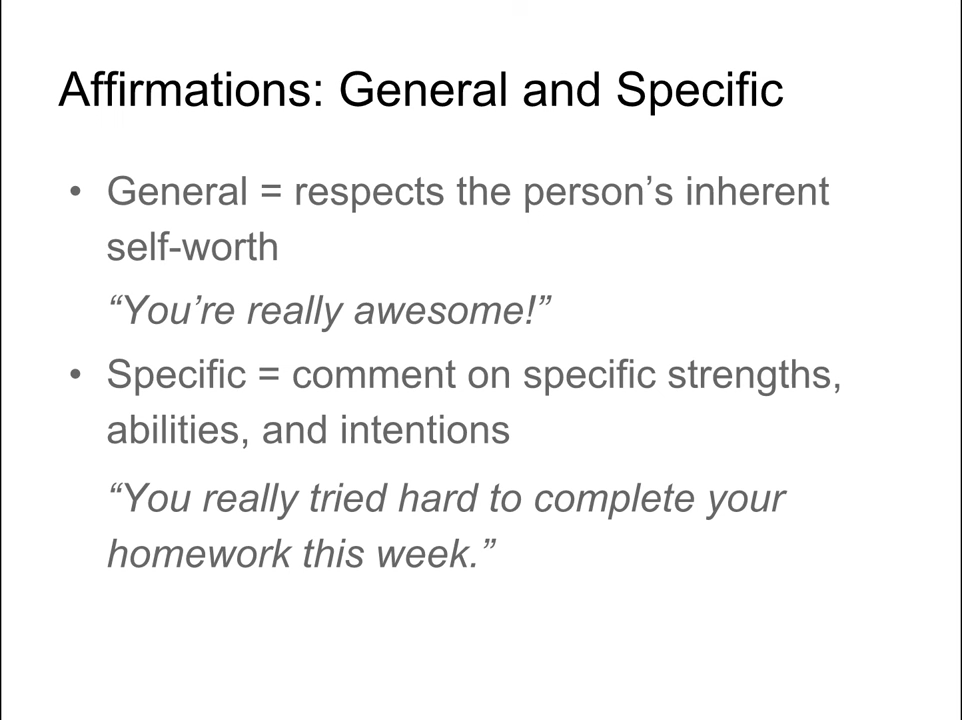 Affirmations: General and Specific
• General = respects the person’s inherent
self-worth
“You’re really awesome!”
• Specific = comment on specific strengths,
abilities, and intentions
“You really tried hard to complete your
homework this week.”